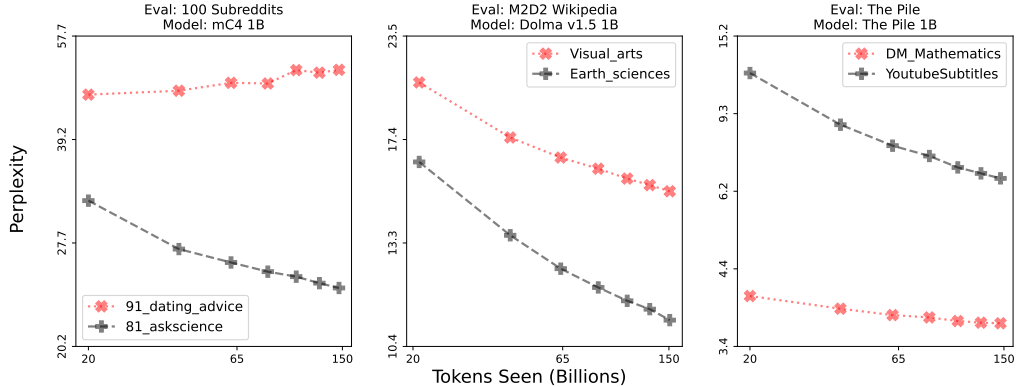 Eval: 100 Subreddits
Model: mC4 1B
57.7
39.2
27.7
20.2
20
65
150
91_dating_advice
81_askscience
Eval: M2D2 Wikipedia
Model: Dolma v1.5 1B
23.5
17.4
13.3
10.4
20
65
150
Visual_arts
Earth_sciences
Eval: The Pile
Model: The Pile 1B
15.2
9.3
6.2
4.4
3.4
20
65
150
DM_Mathematics
YoutubeSubtitles
Perplexity
Tokens Seen (Billions)